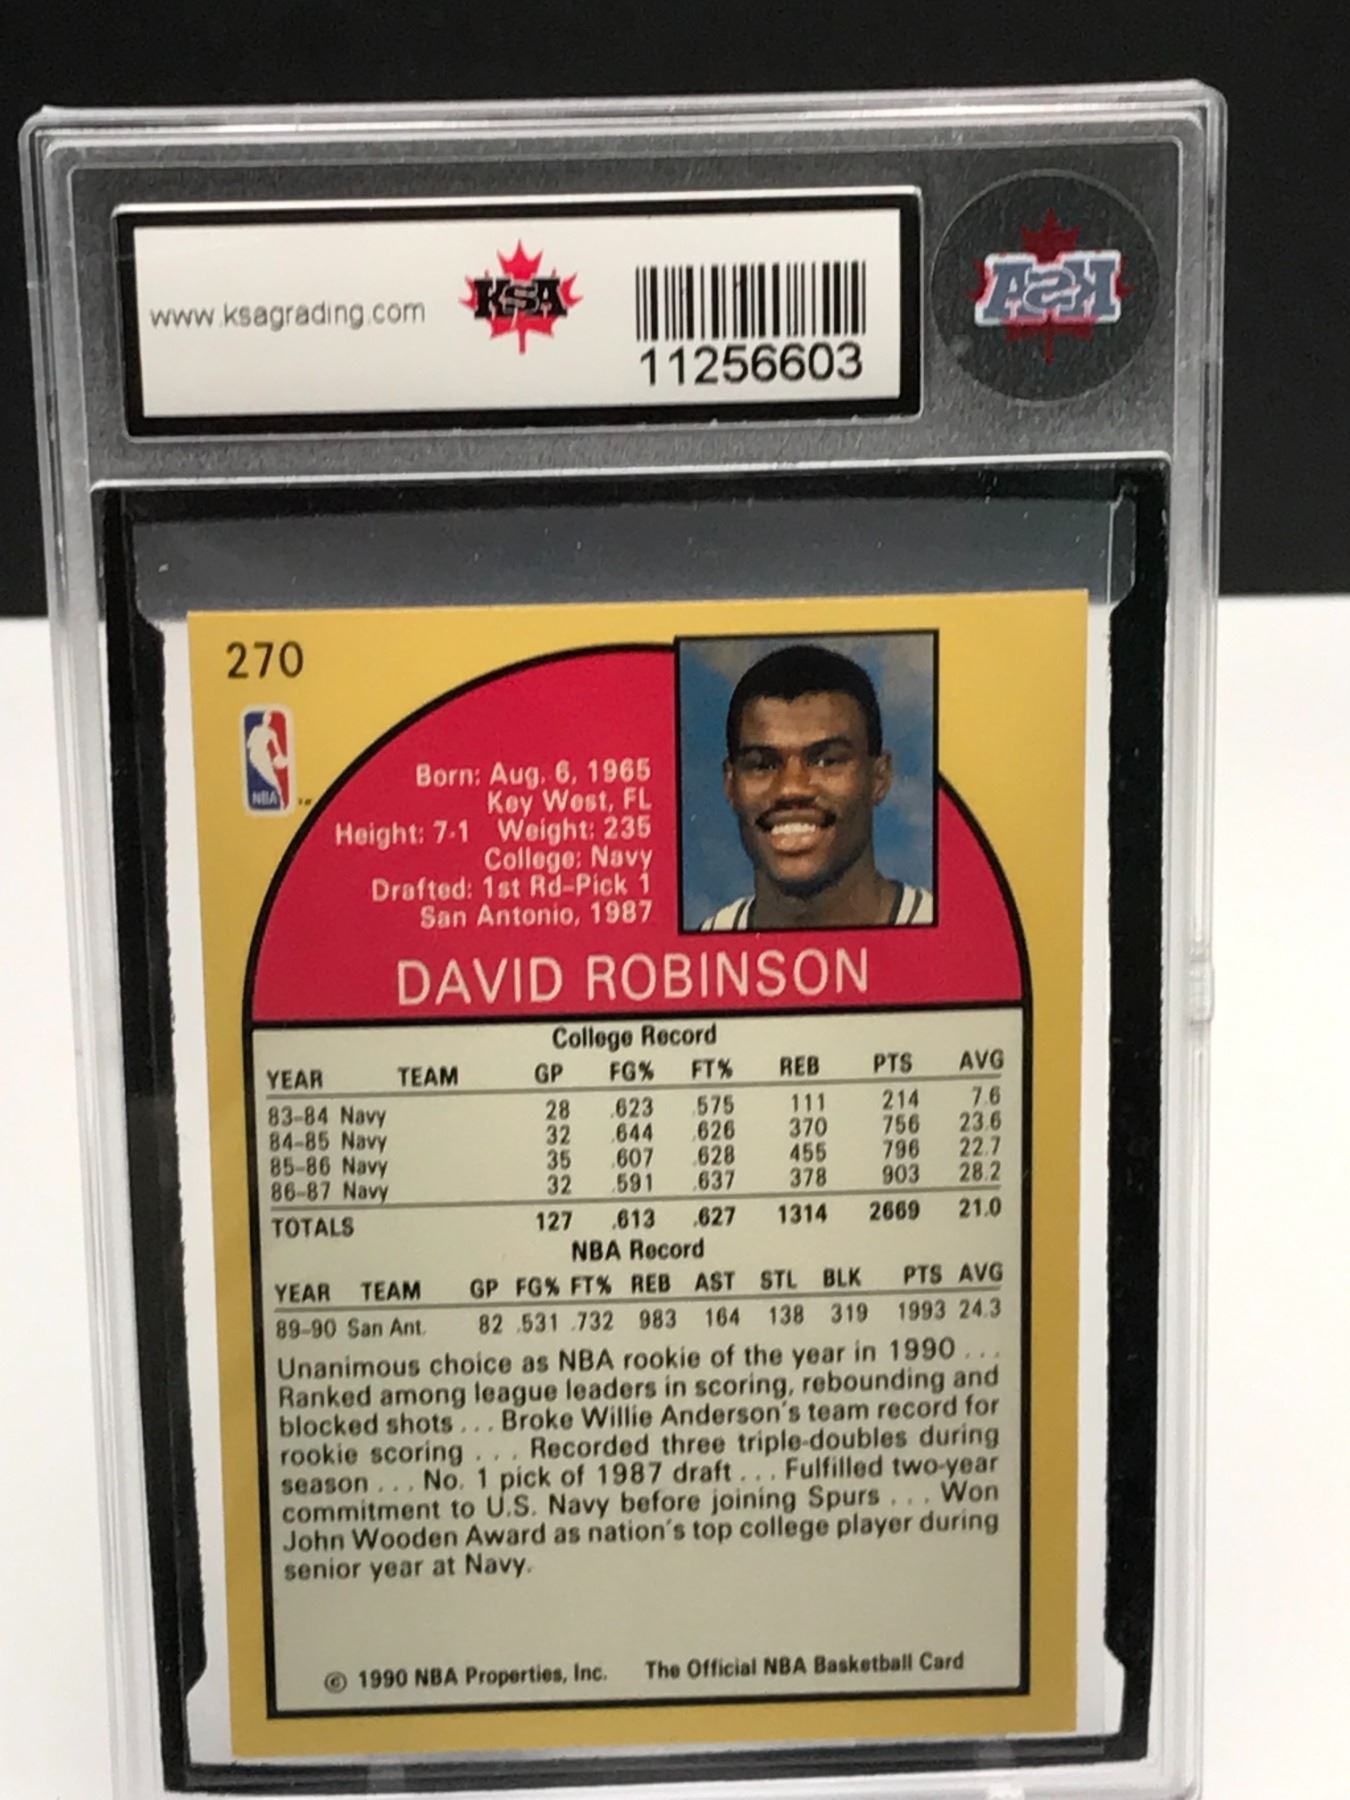 www.ksagrading.com
KSA
11256603
KSA
270
NBA
Born: Aug. 6, 1965
Key West, FL
Height: 7-1 Weight: 235
College: Navy
Drafted: 1st Rd-Pick 1
San Antonio, 1987
DAVID ROBINSON
College Record
YEAR TEAM GP FG% FT% REB PTS AVG
83-84 Navy 28 .623 .575 111 214 7.6
84-85 Navy 32 .644 .626 370 756 23.6
85-86 Navy 35 .607 .628 455 796 22.7
86-87 Navy 32 .591 .637 378 903 28.2
TOTALS 127 .613 .627 1314 2669 21.0
NBA Record
YEAR TEAM GP FG% FT% REB AST STL BLK PTS AVG
89-90 San Ant. 82 .531 .732 983 164 138 319 1993 24.3
Unanimous choice as NBA rookie of the year in 1990 ...
Ranked among league leaders in scoring, rebounding and
blocked shots ... Broke Willie Anderson's team record for
rookie scoring ... Recorded three triple-doubles during
season ... No. 1 pick of 1987 draft ... Fulfilled two-year
commitment to U.S. Navy before joining Spurs ... Won
John Wooden Award as nation's top college player during
senior year at Navy.
© 1990 NBA Properties, Inc. The Official NBA Basketball Card